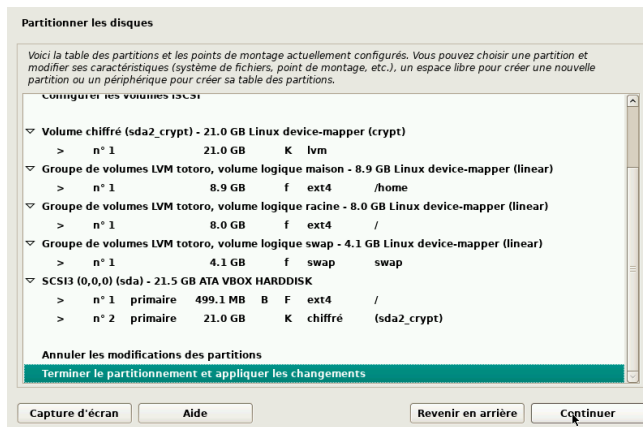 Partitionner les disques
Voici la table des partitions et les points de montage actuellement configurés. Vous pouvez choisir une partition et
modifier ses caractéristiques (système de fichiers, point de montage, etc.), un espace libre pour créer une nouvelle
partition ou un périphérique pour créer sa table des partitions.
Configurer les volumes iSCSI
Volume chiffré (sda2_crypt) - 21.0 GB Linux device-mapper (crypt)
> n° 1 21.0 GB K lvm
Groupe de volumes LVM totoro, volume logique maison - 8.9 GB Linux device-mapper (linear)
> n° 1 8.9 GB f ext4 /home
Groupe de volumes LVM totoro, volume logique racine - 8.0 GB Linux device-mapper (linear)
> n° 1 8.0 GB f ext4 /
Groupe de volumes LVM totoro, volume logique swap - 4.1 GB Linux device-mapper (linear)
> n° 1 4.1 GB f swap swap
SCSI3 (0,0,0) (sda) - 21.5 GB ATA VBOX HARDDISK
> n° 1 primaire 499.1 MB B F ext4 /
> n° 2 primaire 21.0 GB K chiffré (sda2_crypt)
Annuler les modifications des partitions
Terminer le partitionnement et appliquer les changements
Capture d'écran Aide Revenir en arrière Continuer